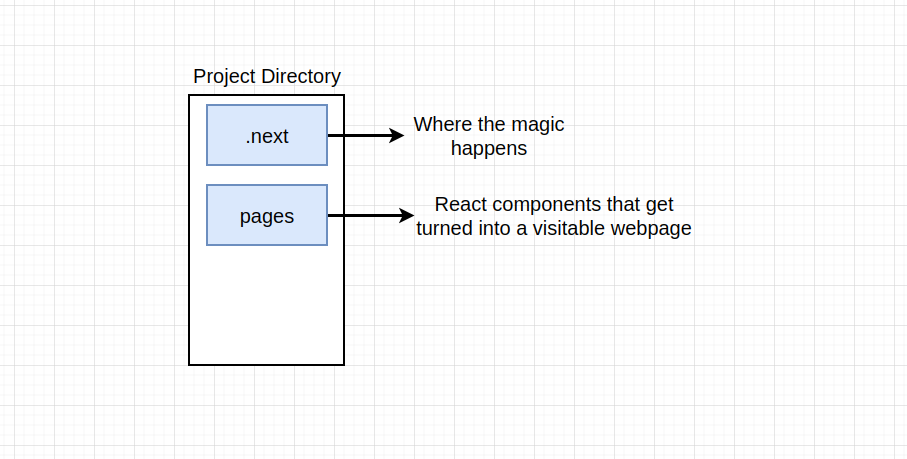 Project Directory
.next
Where the magic
happens
pages
React components that get
turned into a visitable webpage